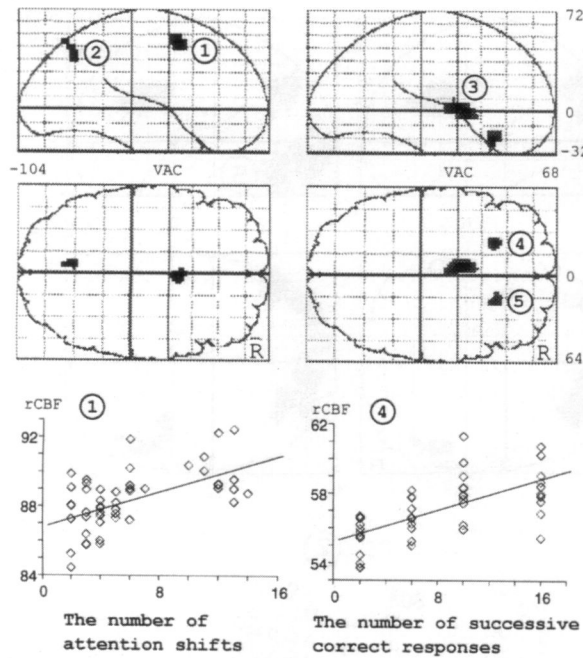 ② ① 72
③
0
-32
-104 VAC VAC 68
④
0
⑤
R R
64
rCBF ① rCBF ④
92 62
88 58
84 54
0 8 16 0 8 16
The number of The number of successive
attention shifts correct responses